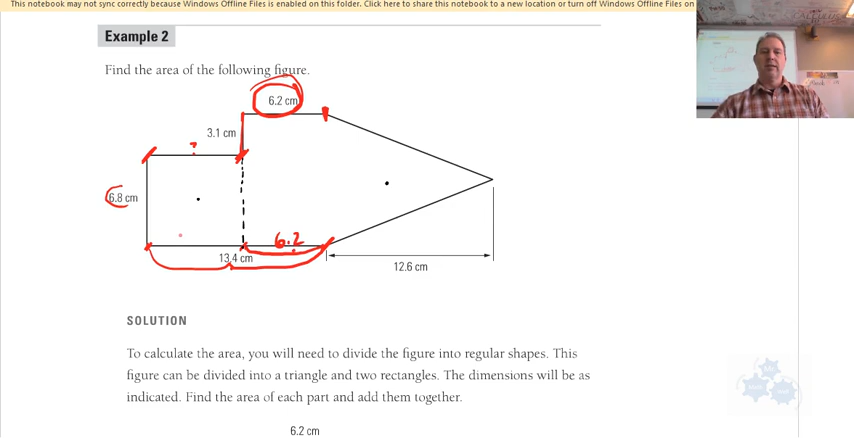 This notebook may not sync correctly because Windows Offline Files is enabled on this folder. Click here to share this notebook to a new location or turn off Windows Offline Files on
Example 2
Find the area of the following figure.
6.2 cm
3.1 cm
?
6.8 cm
6.2
13.4 cm
12.6 cm
SOLUTION
To calculate the area, you will need to divide the figure into regular shapes. This
figure can be divided into a triangle and two rectangles. The dimensions will be as
indicated. Find the area of each part and add them together.
6.2 cm